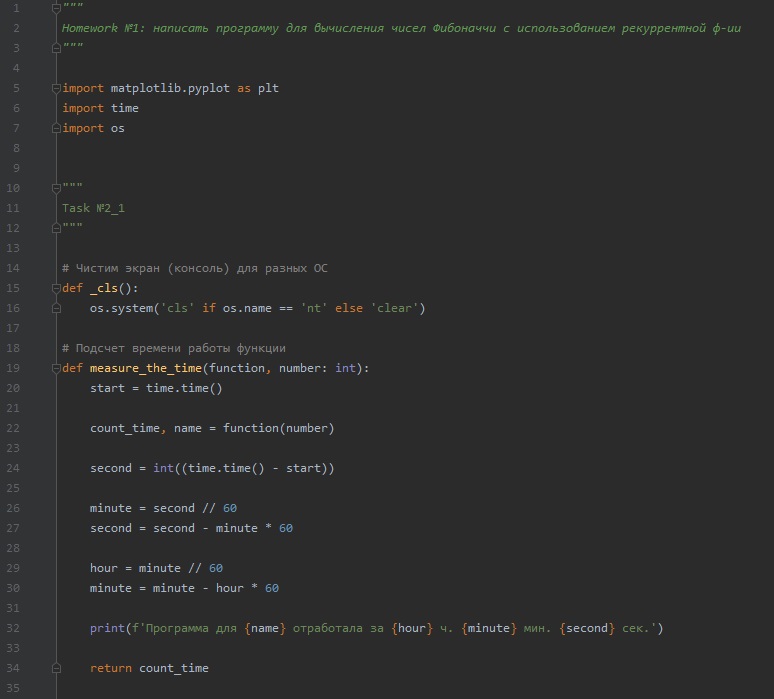 1 """
2 Homework №1: написать программу для вычисления чисел Фибоначчи с использованием рекуррентной ф-ии
3 """
4
5 import matplotlib.pyplot as plt
6 import time
7 import os
8
9
10 """
11 Task №2_1
12 """
13
14 # Чистим экран (консоль) для разных ОС
15 def _cls():
16     os.system('cls' if os.name == 'nt' else 'clear')
17
18 # Подсчет времени работы функции
19 def measure_the_time(function, number: int):
20     start = time.time()
21
22     count_time, name = function(number)
23
24     second = int((time.time() - start))
25
26     minute = second // 60
27     second = second - minute * 60
28
29     hour = minute // 60
30     minute = minute - hour * 60
31
32     print(f'Программа для {name} отработала за {hour} ч. {minute} мин. {second} сек.')
33
34     return count_time
35